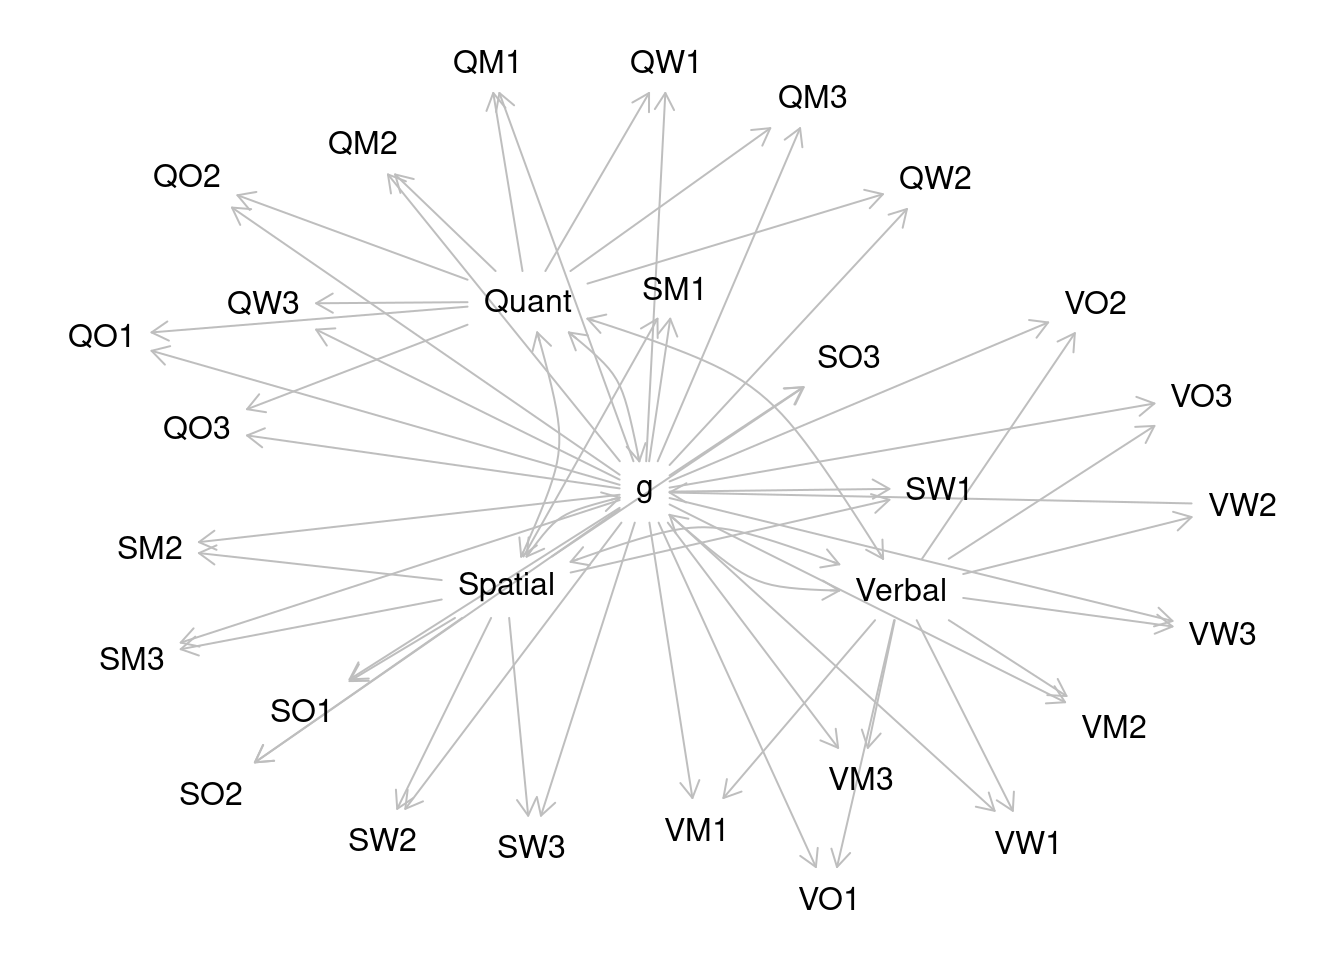 QM1
QW1
QM3
QM2
QO2
QW2
SM1
Quant
QW3
VO2
QO1
SO3
VO3
QO3
g
SW1
VW2
SM2
Spatial
Verbal
VW3
SM3
SO1
VM2
VM3
SO2
VM1
SW2
VW1
SW3
VO1